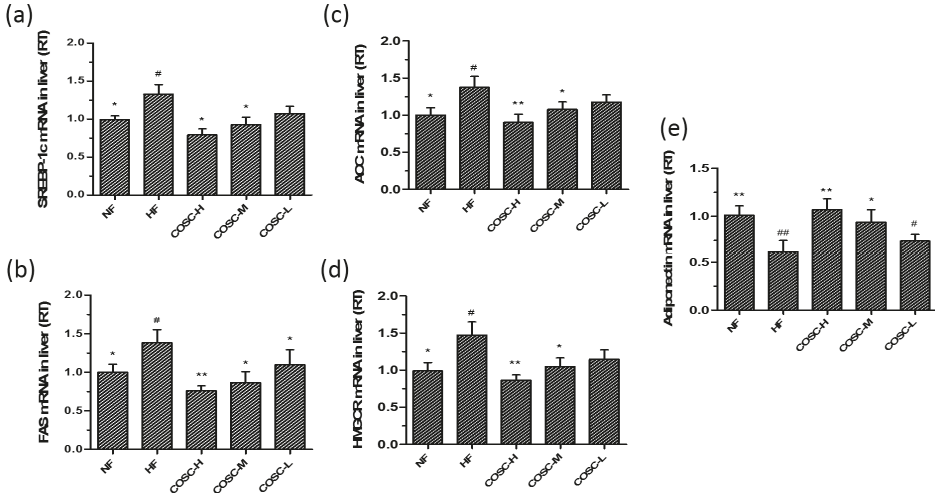 (a)
SREBP-1c mRNA in liver (RT)
2.0
1.5
1.0
0.5
0.0
*
#
*
*
NF
HF
COSC-H
COSC-M
COSC-L
(b)
FAS mRNA in liver (RT)
2.0
1.5
1.0
0.5
0.0
*
#
**
*
*
NF
HF
COSC-H
COSC-M
COSC-L
(c)
ACC mRNA in liver (RT)
2.0
1.5
1.0
0.5
0.0
*
#
**
*
NF
HF
COSC-H
COSC-M
COSC-L
(d)
HMGCR mRNA in liver (RT)
2.0
1.5
1.0
0.5
0.0
*
#
**
*
NF
HF
COSC-H
COSC-M
COSC-L
(e)
Adiponectin mRNA in liver (RT)
1.5
1.0
0.5
0.0
**
##
**
*
#
NF
HF
COSC-H
COSC-M
COSC-L